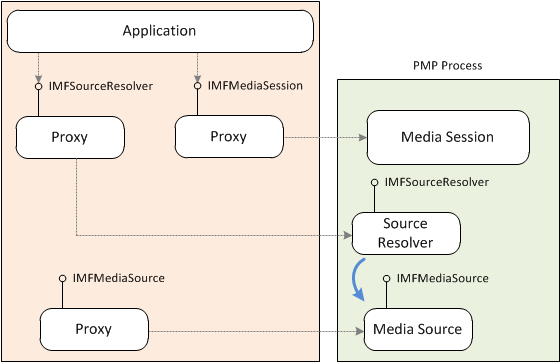 Application
PMP Process
IMFSourceResolver
IMFMediaSession
Proxy
Proxy
Media Session
IMFSourceResolver
Source
Resolver
IMFMediaSource
IMFMediaSource
Proxy
Media Source